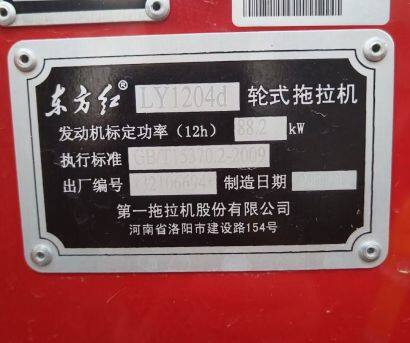 东方红® LY1204d 轮式拖拉机
发动机标定功率（12h） 88.2 kW
执行标准 GB/T15370.2-2009
出厂编号 制造日期
第一拖拉机股份有限公司
河南省洛阳市建设路154号